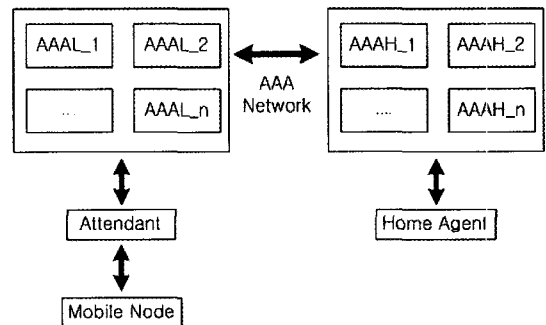 AAAL_1 AAAL_2
.... AAAL_n
AAA
Network
AAAH_1 AAAH_2
.... AAAH_n
Attendant
Home Agent
Mobile Node